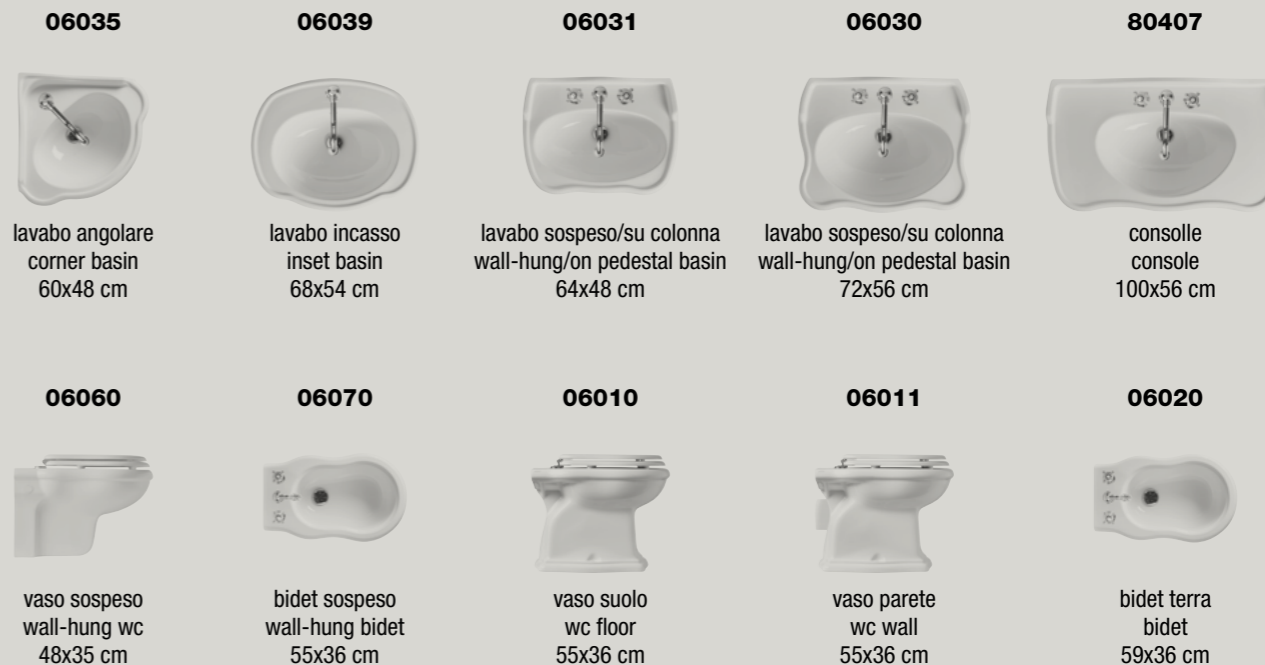 06035
lavabo angolare
corner basin
60x48 cm
06039
lavabo incasso
inset basin
68x54 cm
06031
lavabo sospeso/su colonna
wall-hung/on pedestal basin
64x48 cm
06030
lavabo sospeso/su colonna
wall-hung/on pedestal basin
72x56 cm
80407
consolle
console
100x56 cm
06060
vaso sospeso
wall-hung wc
48x35 cm
06070
bidet sospeso
wall-hung bidet
55x36 cm
06010
vaso suolo
wc floor
55x36 cm
06011
vaso parete
wc wall
55x36 cm
06020
bidet terra
bidet
59x36 cm